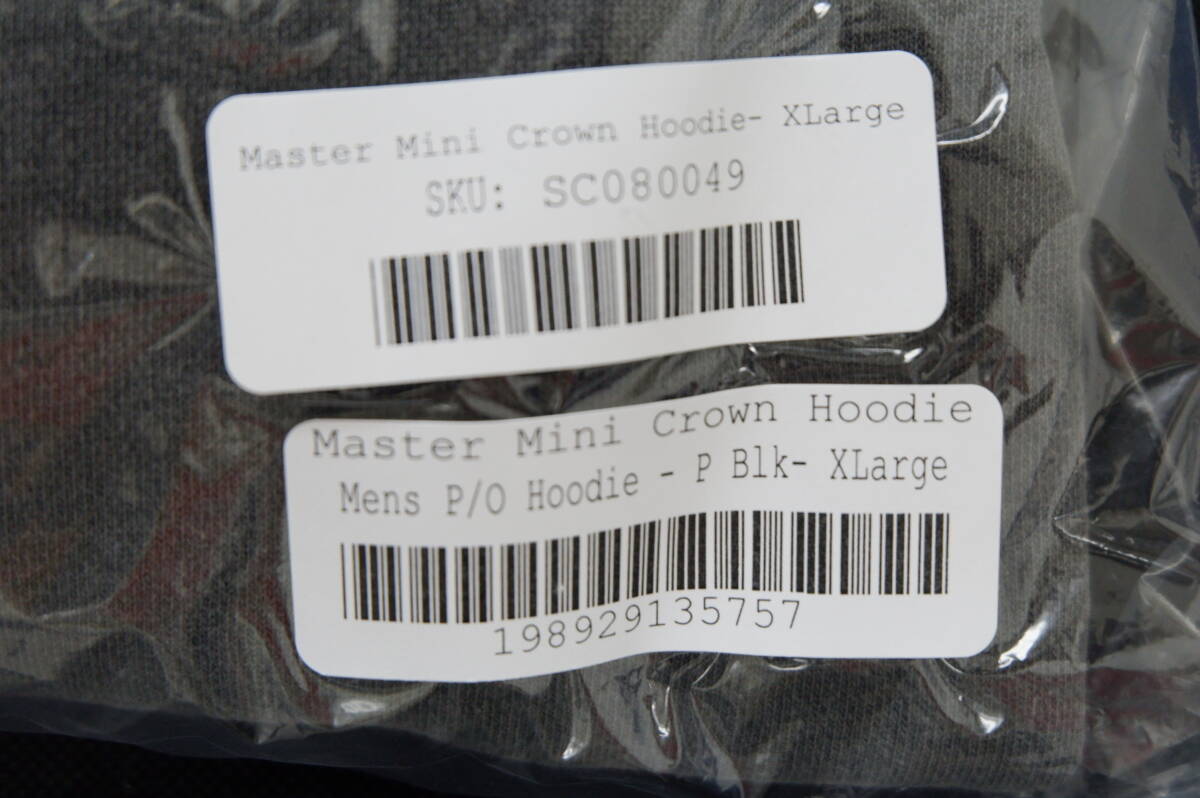 Master Mini Crown Hoodie- XLarge
SKU: SC080049
Master Mini Crown Hoodie
Mens P/O Hoodie - P Blk- XLarge
198929135757